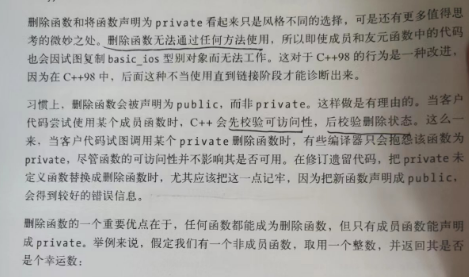 删除函数和将函数声明为 private 看起来只是风格不同的选择，可是还有更多值得思
考的微妙之处。删除函数无法通过任何方法使用，所以即使成员和友元函数中的代码
也会因试图复制 basic_ios 型别对象而无法工作。这对于 C++98 的行为是一种改进，
因为在 C++98 中，后面这种不当使用直到链接阶段才能诊断出来。
习惯上，删除函数会被声明为 public，而非 private。这样做是有理由的。当客户
代码尝试使用某个成员函数时，C++ 会先校验可访问性，后校验删除状态。这么一
来，当客户代码试图调用某个 private 删除函数时，有些编译器只会抱怨该函数为
private，尽管函数的可访问性并不影响其是否可用。在修订遗留代码，把 private 未
定义函数替换成删除函数时，尤其应该把这一点记牢，因为把新函数声明成 public，
会得到较好的错误信息。
删除函数的一个重要优点在于，任何函数都能成为删除函数，但只有成员函数能声明
成 private。举例来说，假定我们有一个非成员函数，取用一个整数，并返回其是否
是个幸运数：